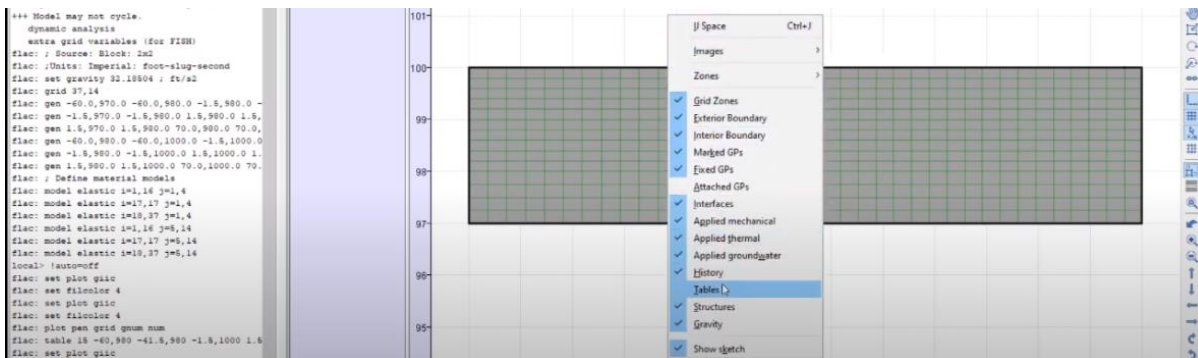 +++ Model may not cycle.
dynamic analysis
extra grid variables (for FISH)
flac: ; Source: Block: 2m2
flac: ;Units: Imperial: foot-slug-second
flac: set gravity 32.18504 ; ft/s2
flac: grid 37,14
flac: gen -60.0,970.0 -60.0,980.0 -1.5,980.0 -
flac: gen -1.5,970.0 -1.5,980.0 1.5,980.0 1.5,
flac: gen 1.5,970.0 1.5,980.0 70.0,980.0 70.0,
flac: gen -60.0,980.0 -60.0,1000.0 -1.5,1000.0
flac: gen -1.5,980.0 -1.5,1000.0 1.5,1000.0 1.
flac: gen 1.5,980.0 1.5,1000.0 70.0,1000.0 70.
flac: ; Define material models
flac: model elastic i=1,16 j=1,4
flac: model elastic i=17,17 j=1,4
flac: model elastic i=18,37 j=1,4
flac: model elastic i=1,16 j=5,14
flac: model elastic i=17,17 j=5,14
flac: model elastic i=18,37 j=5,14
local> !auto=off
flac: set plot giic
flac: set filcolor 4
flac: set plot giic
flac: set filcolor 4
flac: plot pen grid gnum num
flac: table 15 -60,980 -41.5,980 -1.5,1000 1.5
flac: set plot giic
101
100
99
98
97
96
95
IJ Space Ctrl+J
Images
Zones
Grid Zones
Exterior Boundary
Interior Boundary
Marked GPs
Fixed GPs
Attached GPs
Interfaces
Applied mechanical
Applied thermal
Applied groundwater
History
Tables
Structures
Gravity
Show sketch